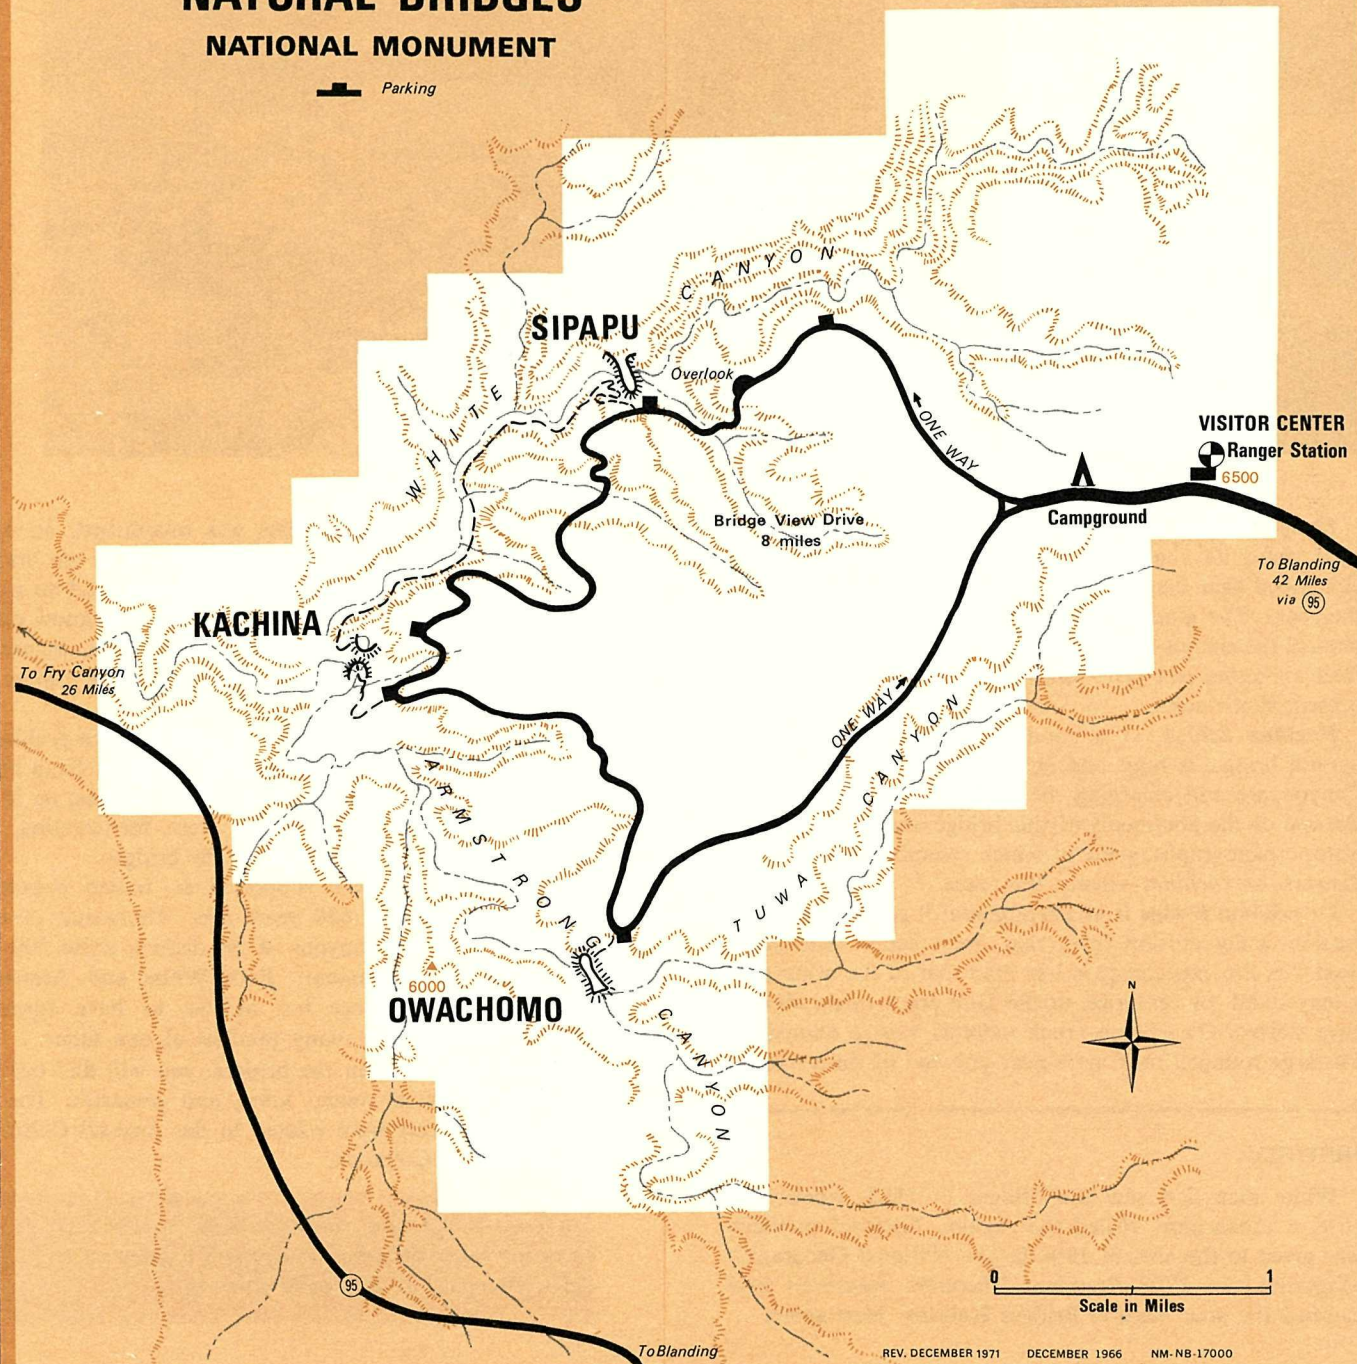 NATURAL BRIDGES
NATIONAL MONUMENT
Parking
CANYON
SIPAPU
Overlook
WHITE
ONE WAY
VISITOR CENTER
Ranger Station
6500
Campground
Bridge View Drive
8 miles
To Blanding
42 Miles
via 95
KACHINA
To Fry Canyon
26 Miles
ONE WAY
CANYON
ARMSTRONG
TUWA
6000
OWACHOMO
CANYON
N
95
0 1
Scale in Miles
To Blanding
REV. DECEMBER 1971 DECEMBER 1966 NM-NB-17000